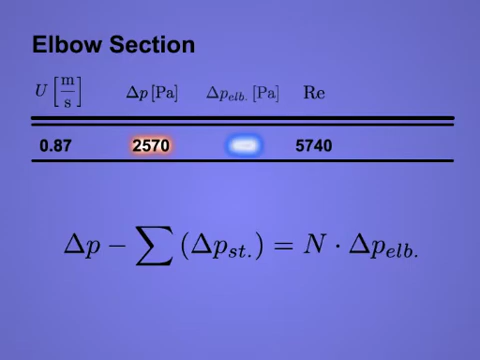 Elbow Section
U [m/s] Δp [Pa] Δp_elb. [Pa] Re
0.87 2570 5740
Δp − ∑ (Δp_st.) = N · Δp_elb.